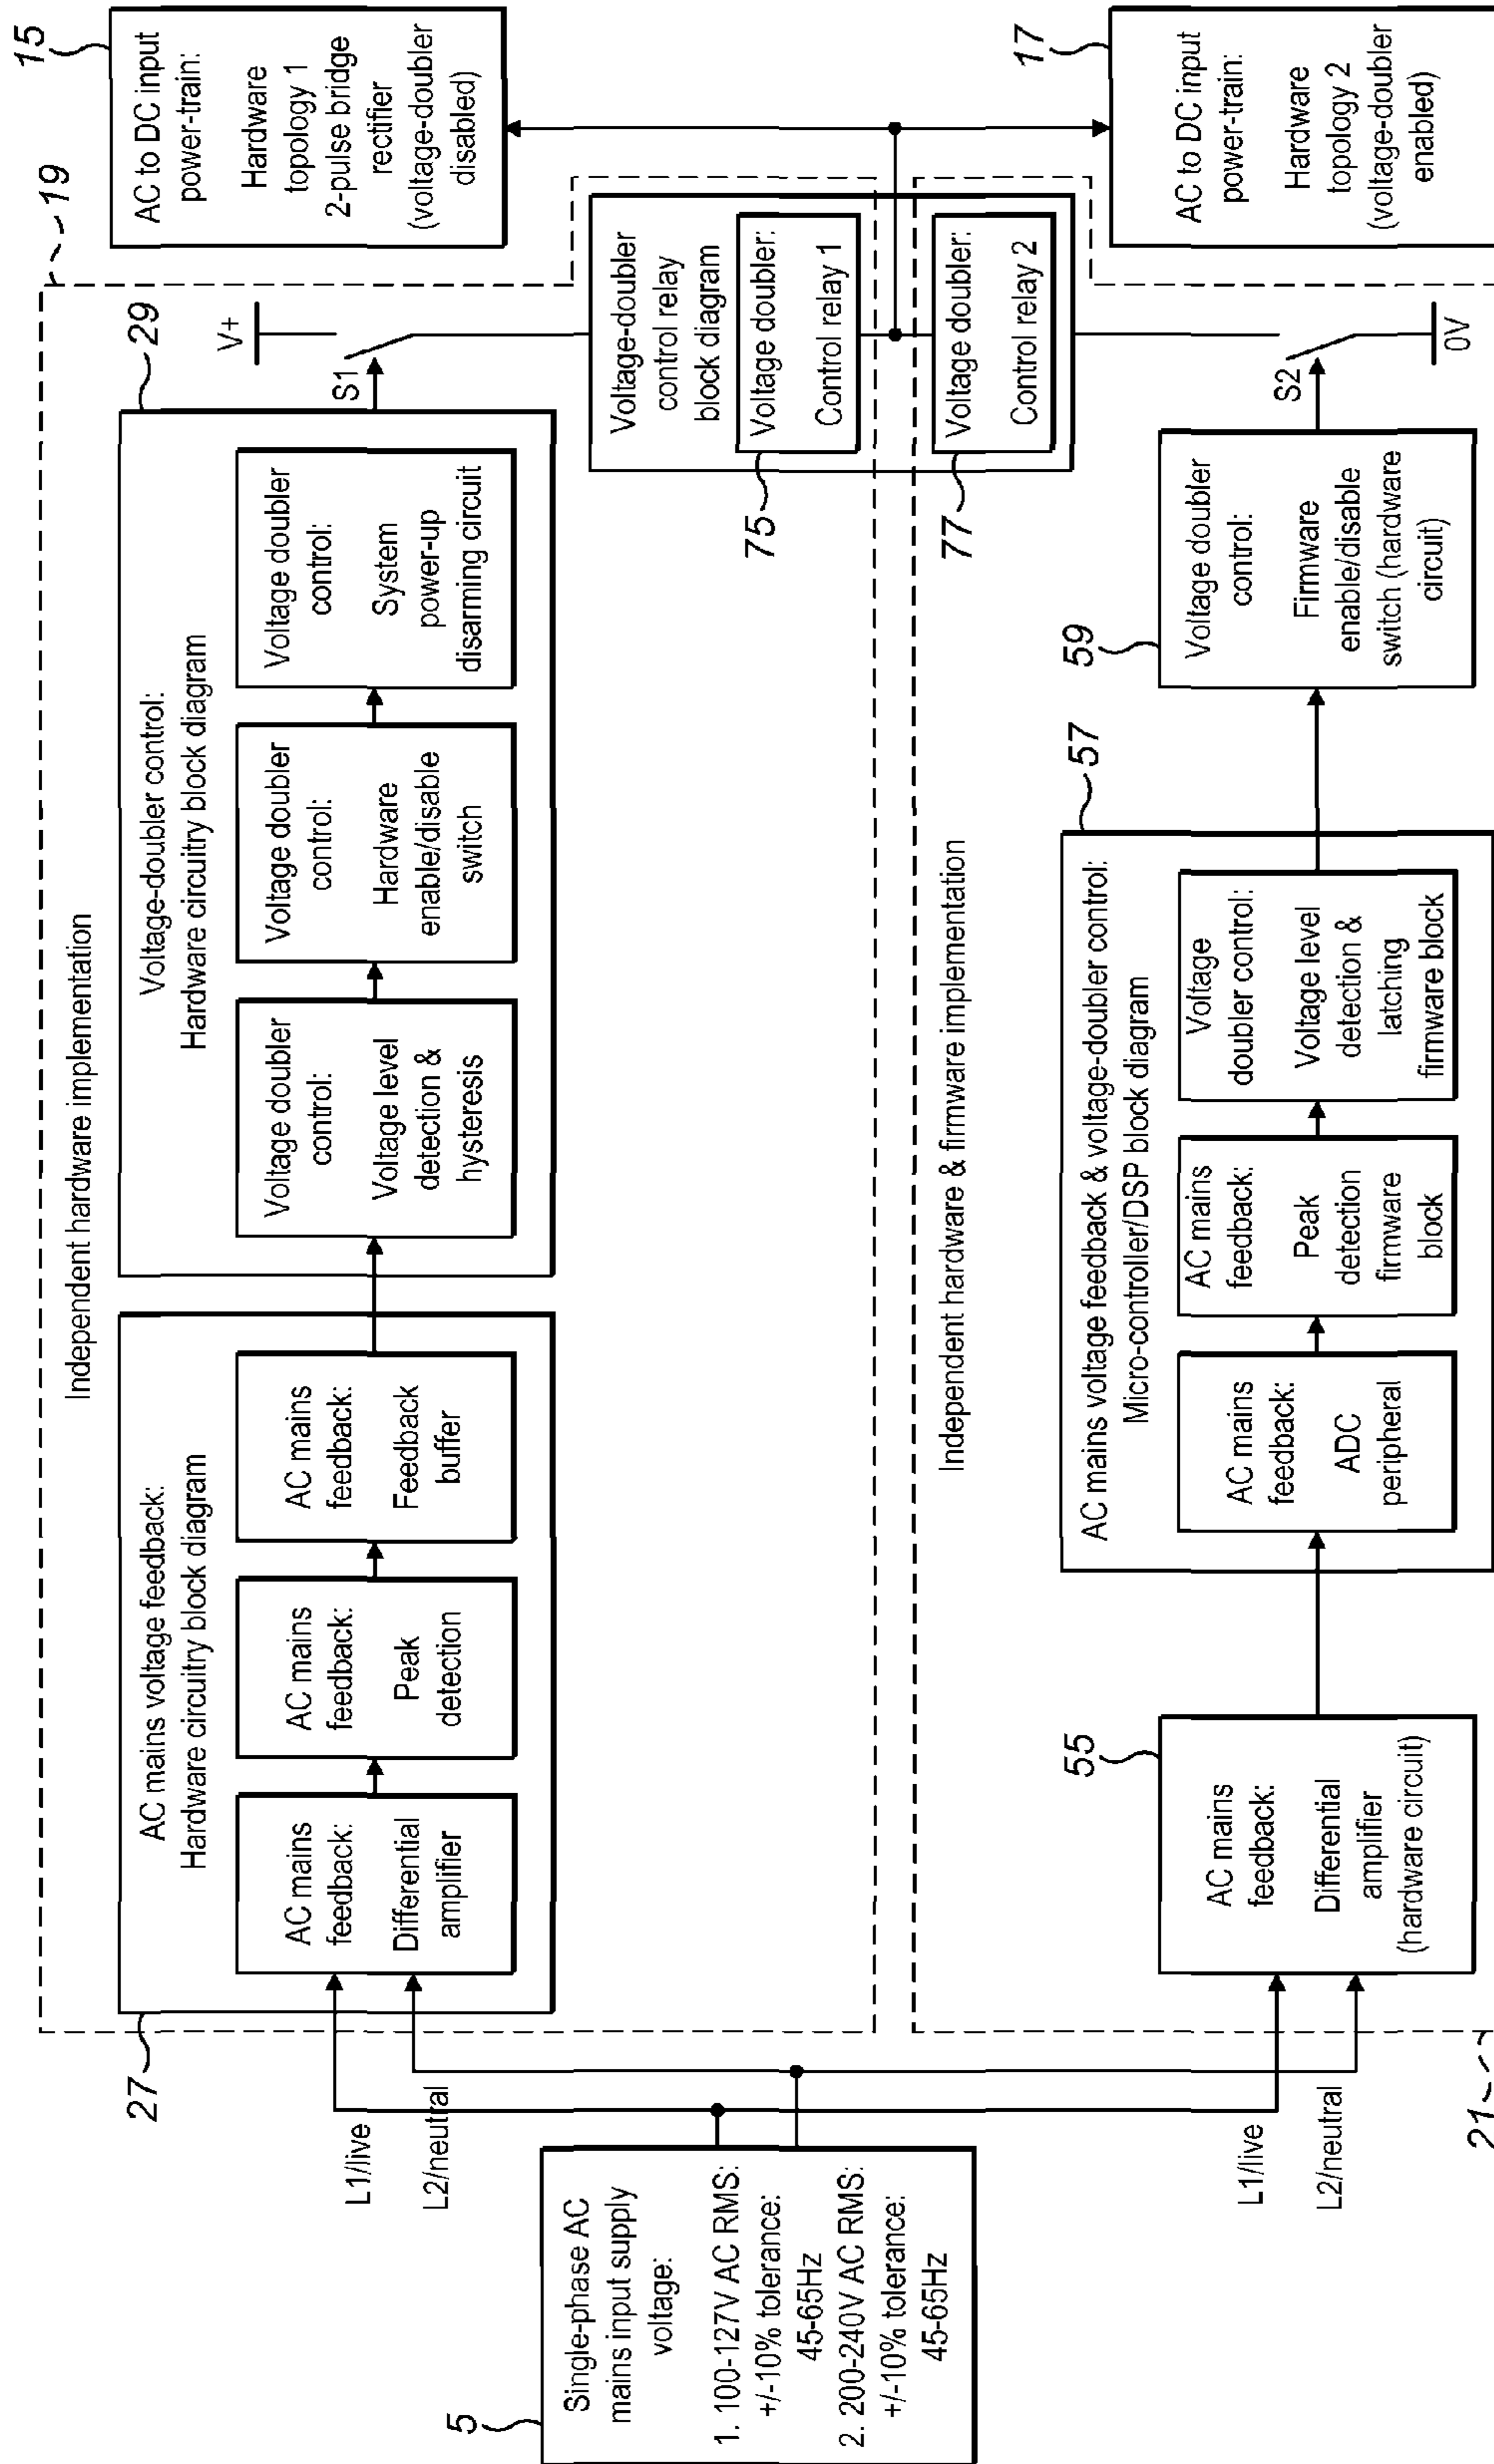 5
Single-phase AC
mains input supply
voltage:
1. 100-127V AC RMS:
+/-10% tolerance:
45-65Hz
2. 200-240V AC RMS:
+/-10% tolerance:
45-65Hz
L1/live
L2/neutral
L1/live
L2/neutral
19
Independent hardware implementation
27
AC mains voltage feedback:
Hardware circuitry block diagram
AC mains
feedback:
Differential
amplifier
AC mains
feedback:
Peak
detection
AC mains
feedback:
Feedback
buffer
29
Voltage-doubler control:
Hardware circuitry block diagram
Voltage doubler
control:
Voltage level
detection &
hysteresis
Voltage doubler
control:
Hardware
enable/disable
switch
Voltage doubler
control:
System
power-up
disarming circuit
S1
V+
Voltage-doubler
control relay
block diagram
75
Voltage doubler:
Control relay 1
77
Voltage doubler:
Control relay 2
15
AC to DC input
power-train:
Hardware
topology 1
2-pulse bridge
rectifier
(voltage-doubler
disabled)
17
AC to DC input
power-train:
Hardware
topology 2
(voltage-doubler
enabled)
21
Independent hardware & firmware implementation
55
AC mains
feedback:
Differential
amplifier
(hardware circuit)
57
AC mains voltage feedback & voltage-doubler control:
Micro-controller/DSP block diagram
AC mains
feedback:
ADC
peripheral
AC mains
feedback:
Peak
detection
firmware
block
Voltage
doubler control:
Voltage level
detection &
latching
firmware block
59
Voltage doubler
control:
Firmware
enable/disable
switch (hardware
circuit)
S2
0V